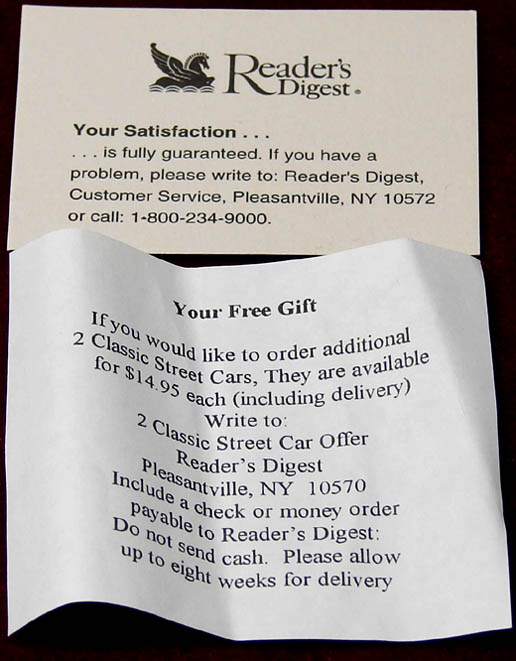 Reader's
Digest®
Your Satisfaction . . .
. . . is fully guaranteed. If you have a
problem, please write to: Reader's Digest,
Customer Service, Pleasantville, NY 10572
or call: 1-800-234-9000.
Your Free Gift
If you would like to order additional
2 Classic Street Cars, They are available
for $14.95 each (including delivery)
Write to:
2 Classic Street Car Offer
Reader's Digest
Pleasantville, NY 10570
Include a check or money order
payable to Reader's Digest:
Do not send cash. Please allow
up to eight weeks for delivery